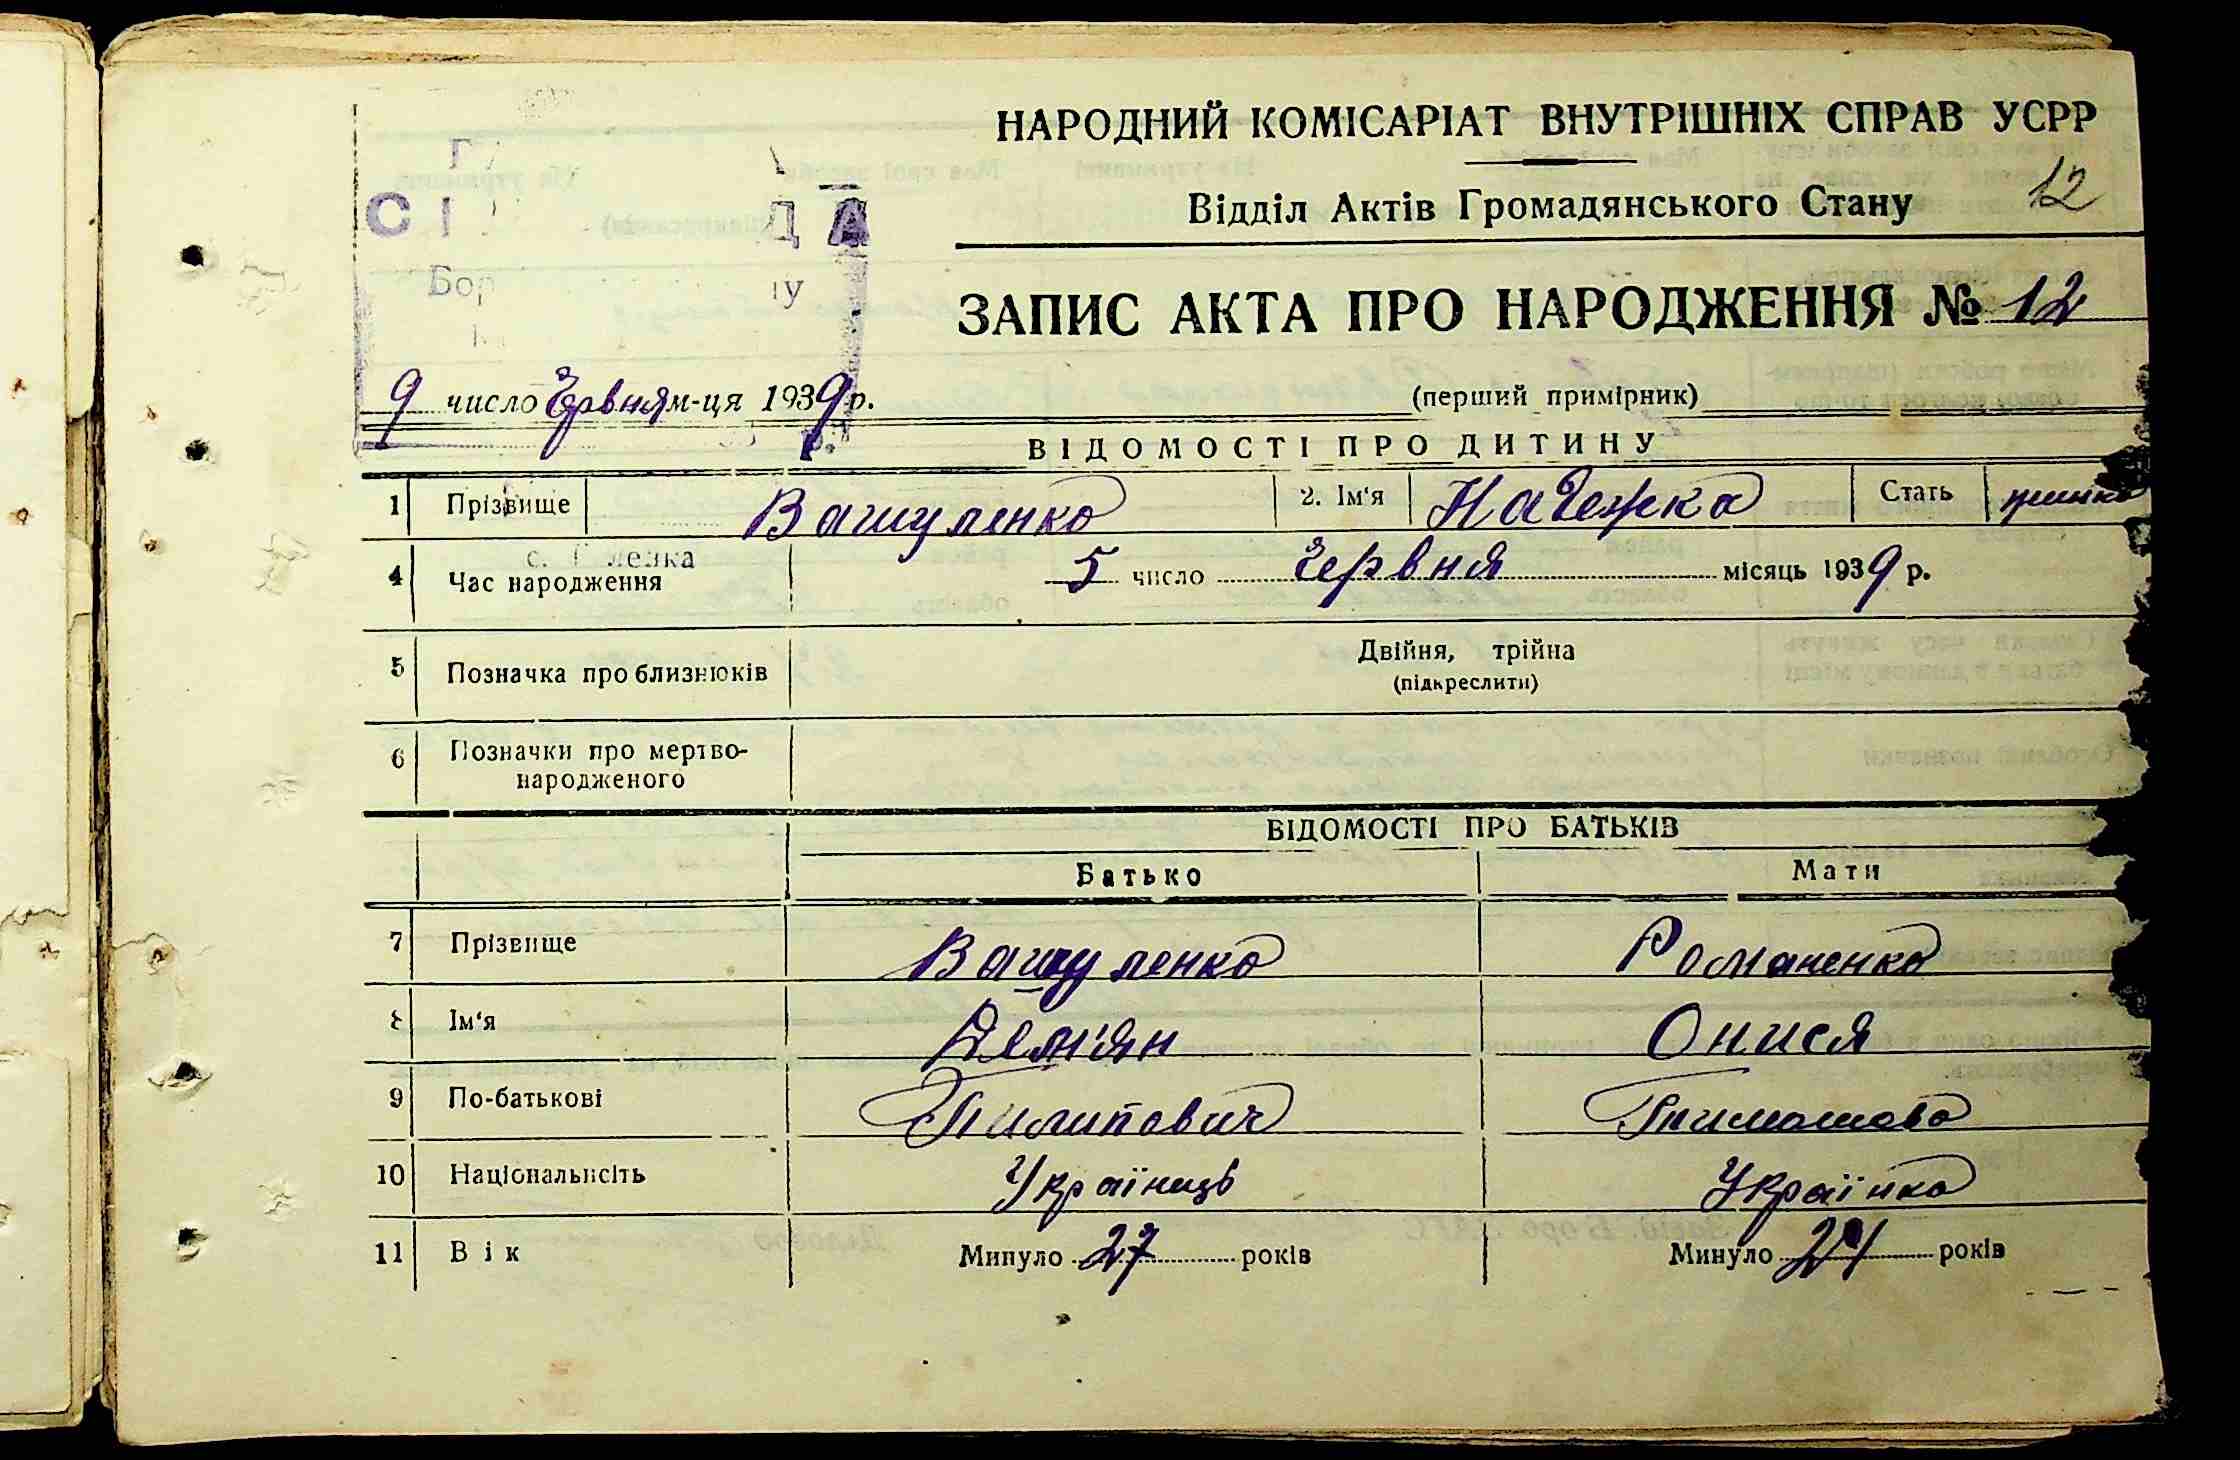 НАРОДНИЙ КОМІСАРІАТ ВНУТРІШНІХ СПРАВ УСРР
Відділ Актів Громадянського Стану 12
ЗАПИС АКТА ПРО НАРОДЖЕННЯ № 12
9 число Червня м-ця 1939 р. (перший примірник)
ВІДОМОСТІ ПРО ДИТИНУ
1 Прізвище Вашуленко 2. Ім'я Надежка Стать
4 Час народження 5 число Червня місяць 1939 р.
5 Позначка про близнюків Двійня, трійна
(підкреслити)
6 Позначки про мертво-
народженого
ВІДОМОСТІ ПРО БАТЬКІВ
Батько Мати
7 Прізвище Вашуленко Романенко
8 Ім'я Дем'ян Онися
9 По-батькові Пилипович Тимошова
10 Національність Українець Українка
11 Вік Минуло 27 років Минуло років